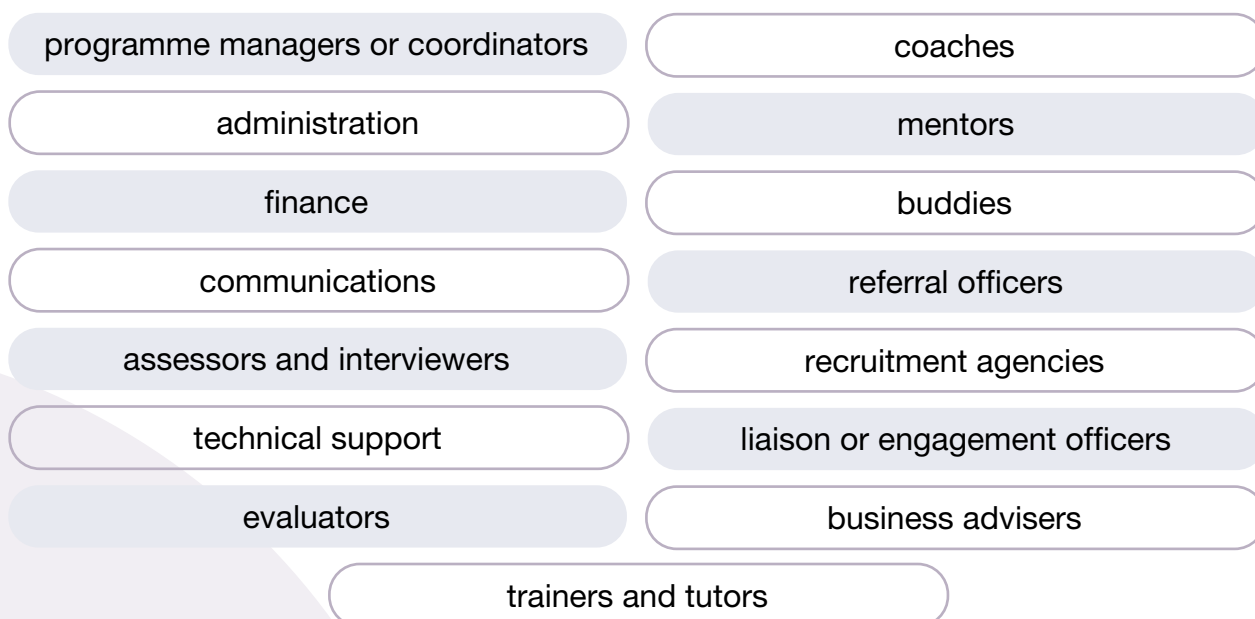 programme managers or coordinators
coaches
administration
mentors
finance
buddies
communications
referral officers
assessors and interviewers
recruitment agencies
technical support
liaison or engagement officers
evaluators
business advisers
trainers and tutors